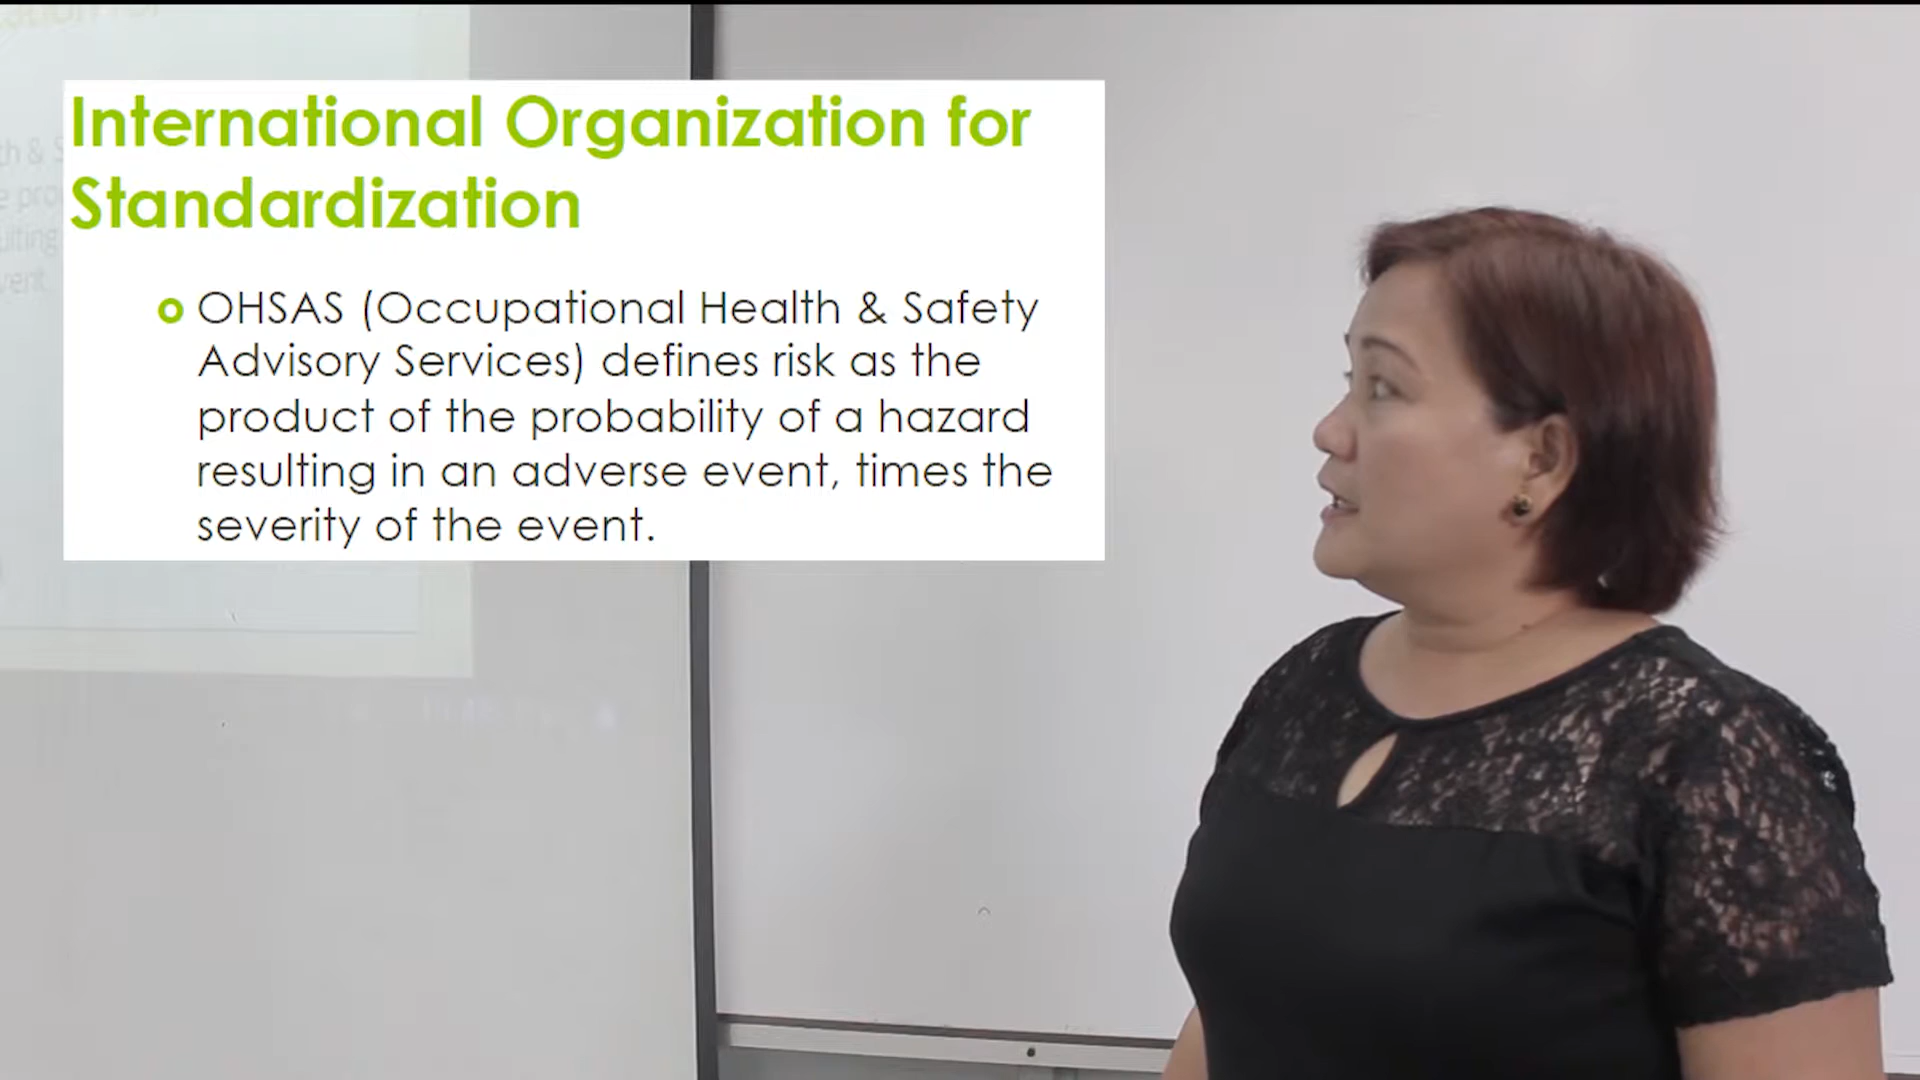 International Organization for
Standardization
OHSAS (Occupational Health & Safety
Advisory Services) defines risk as the
product of the probability of a hazard
resulting in an adverse event, times the
severity of the event.